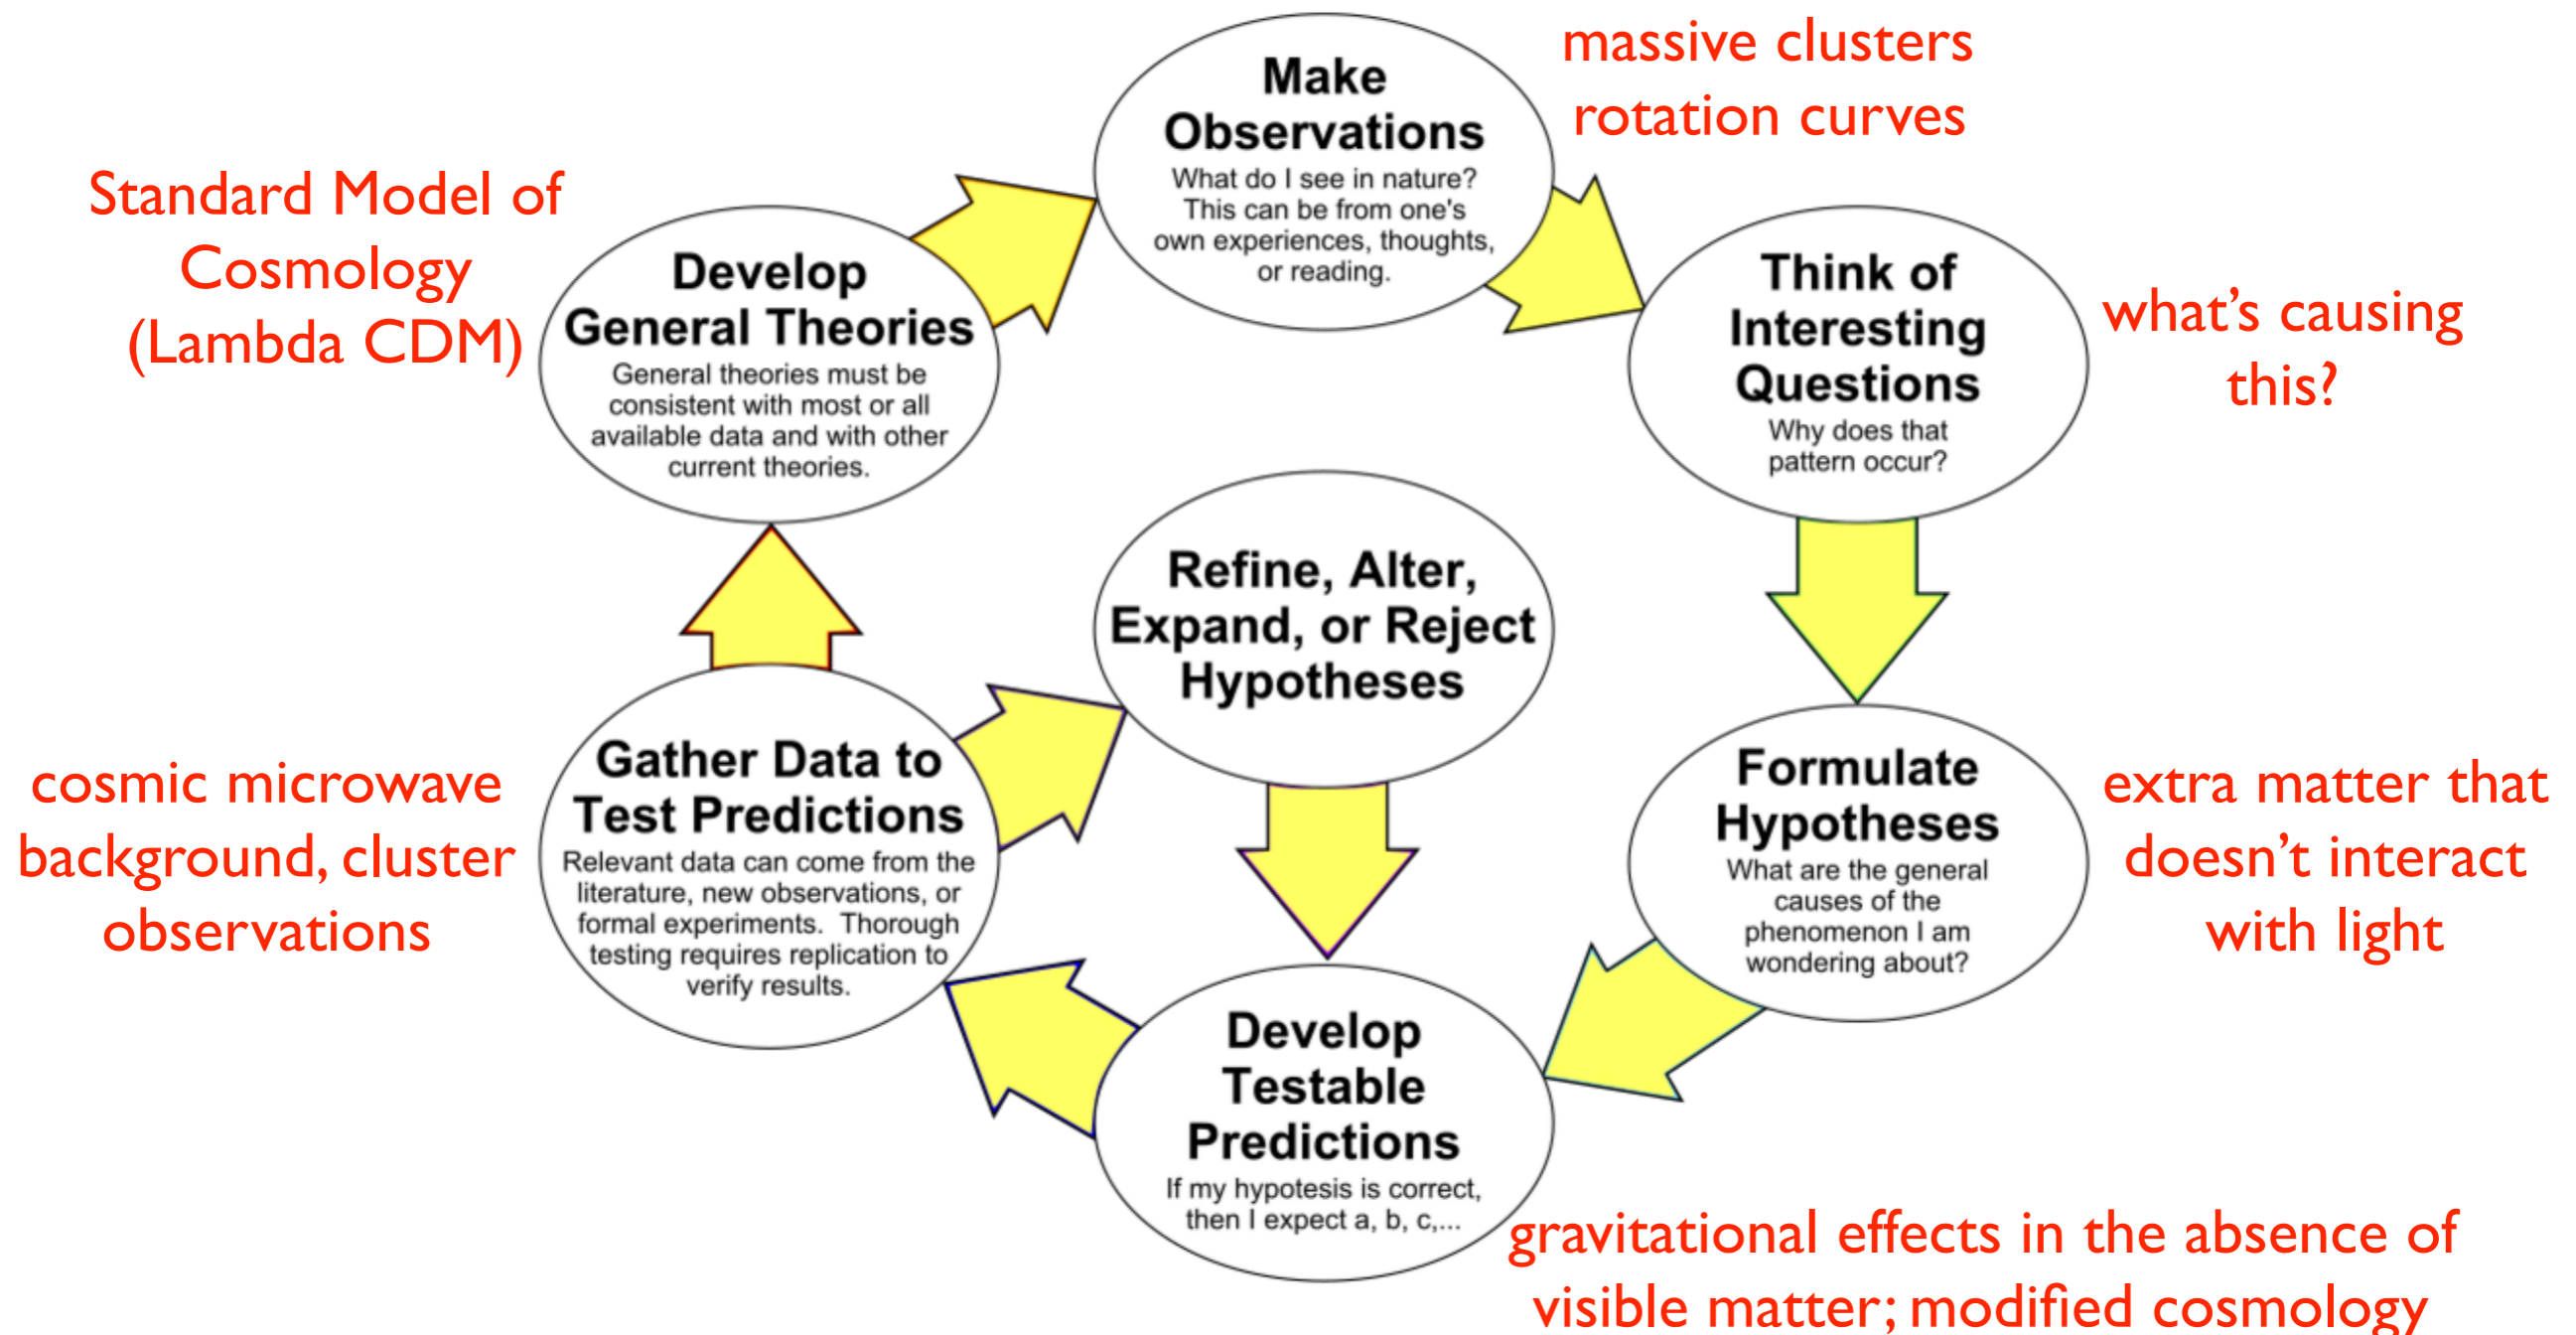 massive clusters
rotation curves
Make
Observations
What do I see in nature?
This can be from one's
own experiences, thoughts,
or reading.
Think of
Interesting
Questions
Why does that
pattern occur?
what’s causing
this?
Formulate
Hypotheses
What are the general
causes of the
phenomenon I am
wondering about?
extra matter that
doesn’t interact
with light
Develop
Testable
Predictions
If my hypotesis is correct,
then I expect a, b, c,...
gravitational effects in the absence of
visible matter; modified cosmology
Gather Data to
Test Predictions
Relevant data can come from the
literature, new observations, or
formal experiments.  Thorough
testing requires replication to
verify results.
cosmic microwave
background, cluster
observations
Refine, Alter,
Expand, or Reject
Hypotheses
Develop
General Theories
General theories must be
consistent with most or all
available data and with other
current theories.
Standard Model of
Cosmology
(Lambda CDM)